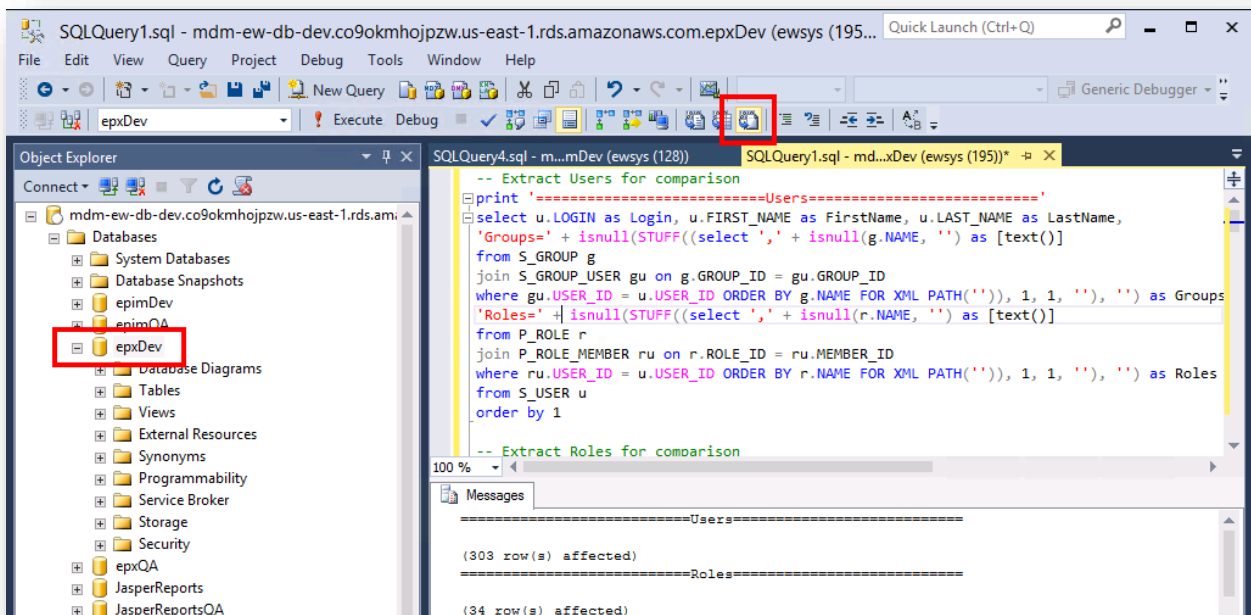 SQLQuery1.sql - mdm-ew-db-dev.co9okmhojpzw.us-east-1.rds.amazonaws.com.epxDev (ewsys (195...
Quick Launch (Ctrl+Q)
File Edit View Query Project Debug Tools Window Help
New Query
Generic Debugger
epxDev
Execute Debug
Object Explorer
Connect
mdm-ew-db-dev.co9okmhojpzw.us-east-1.rds.ama
Databases
System Databases
Database Snapshots
epimDev
epimQA
epxDev
Database Diagrams
Tables
Views
External Resources
Synonyms
Programmability
Service Broker
Storage
Security
epxQA
JasperReports
JasperReportsQA
SQLQuery4.sql - m...mDev (ewsys (128))
SQLQuery1.sql - md...xDev (ewsys (195))*
-- Extract Users for comparison
print '===========================Users==========================='
select u.LOGIN as Login, u.FIRST_NAME as FirstName, u.LAST_NAME as LastName,
'Groups=' + isnull(STUFF((select ',' + isnull(g.NAME, '') as [text()]
from S_GROUP g
join S_GROUP_USER gu on g.GROUP_ID = gu.GROUP_ID
where gu.USER_ID = u.USER_ID ORDER BY g.NAME FOR XML PATH('')), 1, 1, ''), '') as Groups
'Roles=' + isnull(STUFF((select ',' + isnull(r.NAME, '') as [text()]
from P_ROLE r
join P_ROLE_MEMBER ru on r.ROLE_ID = ru.MEMBER_ID
where ru.USER_ID = u.USER_ID ORDER BY r.NAME FOR XML PATH('')), 1, 1, ''), '') as Roles
from S_USER u
order by 1
-- Extract Roles for comparison
100 %
Messages
===========================Users===========================
(303 row(s) affected)
===========================Roles===========================
(34 row(s) affected)